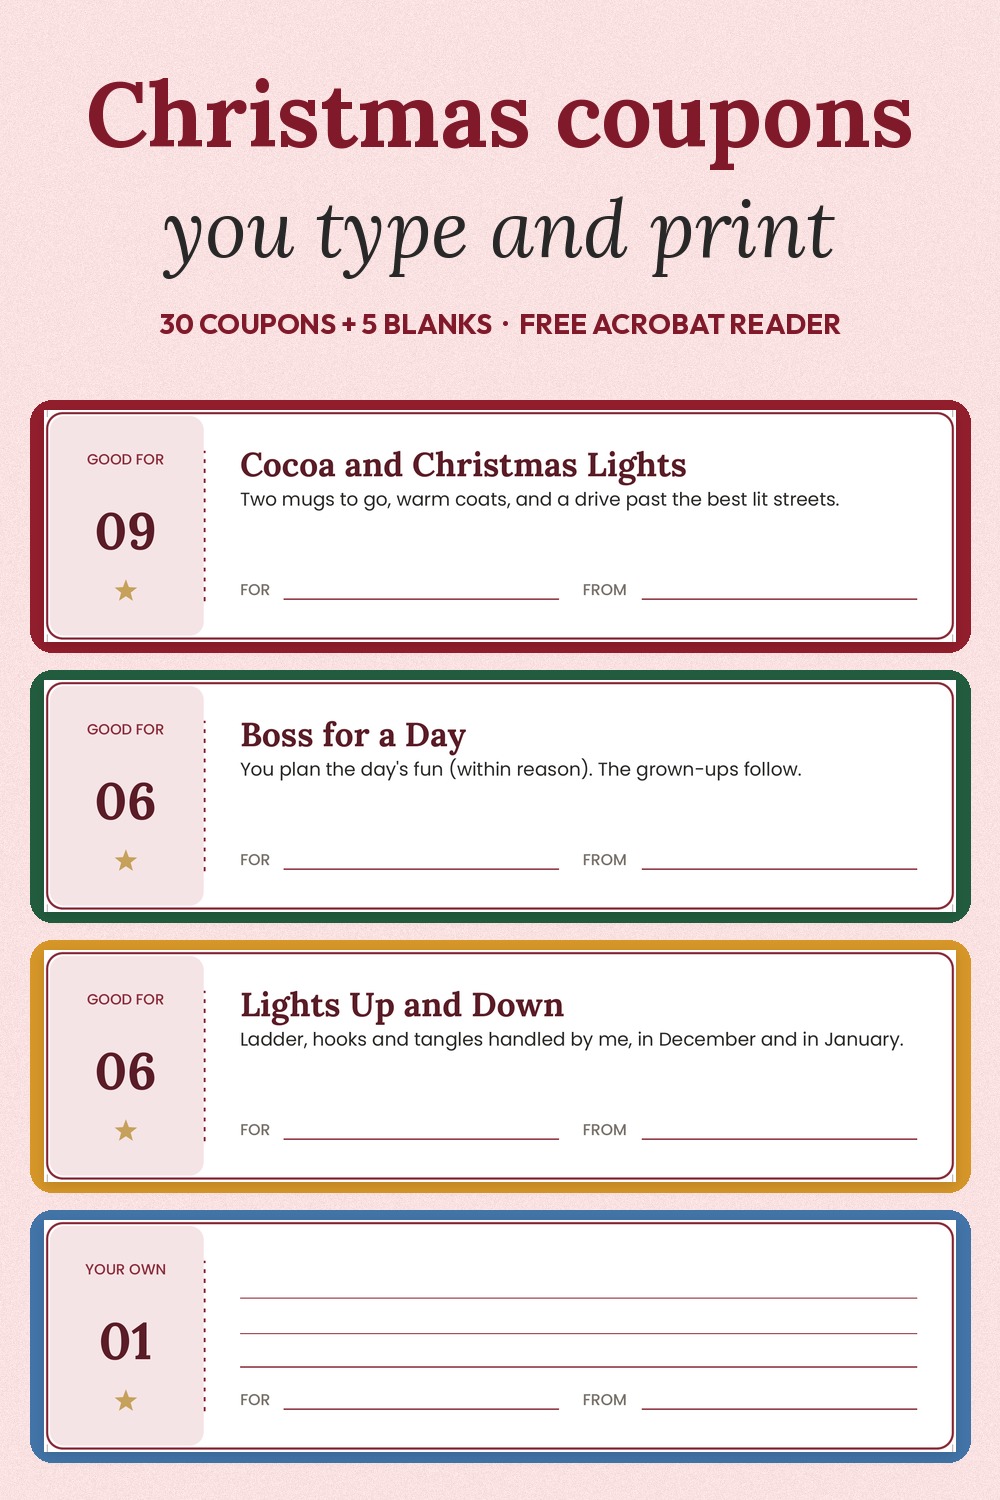 Christmas coupons
you type and print
30 COUPONS + 5 BLANKS · FREE ACROBAT READER
GOOD FOR
09
Cocoa and Christmas Lights
Two mugs to go, warm coats, and a drive past the best lit streets.
FOR
FROM
GOOD FOR
06
Boss for a Day
You plan the day's fun (within reason). The grown-ups follow.
FOR
FROM
GOOD FOR
06
Lights Up and Down
Ladder, hooks and tangles handled by me, in December and in January.
FOR
FROM
YOUR OWN
01
FOR
FROM